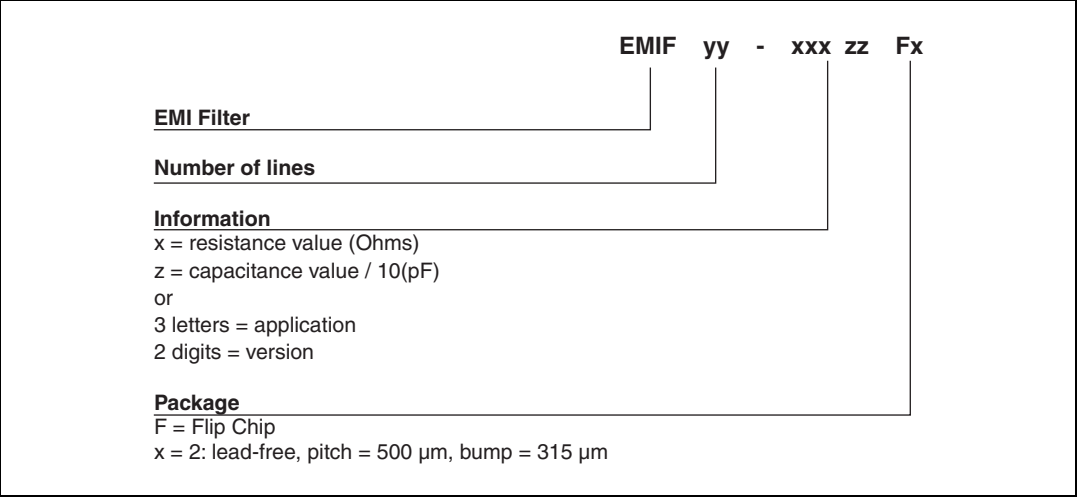 EMIF yy - xxx zz Fx
EMI Filter
Number of lines
Information
x = resistance value (Ohms)
z = capacitance value / 10(pF)
or
3 letters = application
2 digits = version
Package
F = Flip Chip
x = 2: lead-free, pitch = 500 µm, bump = 315 µm